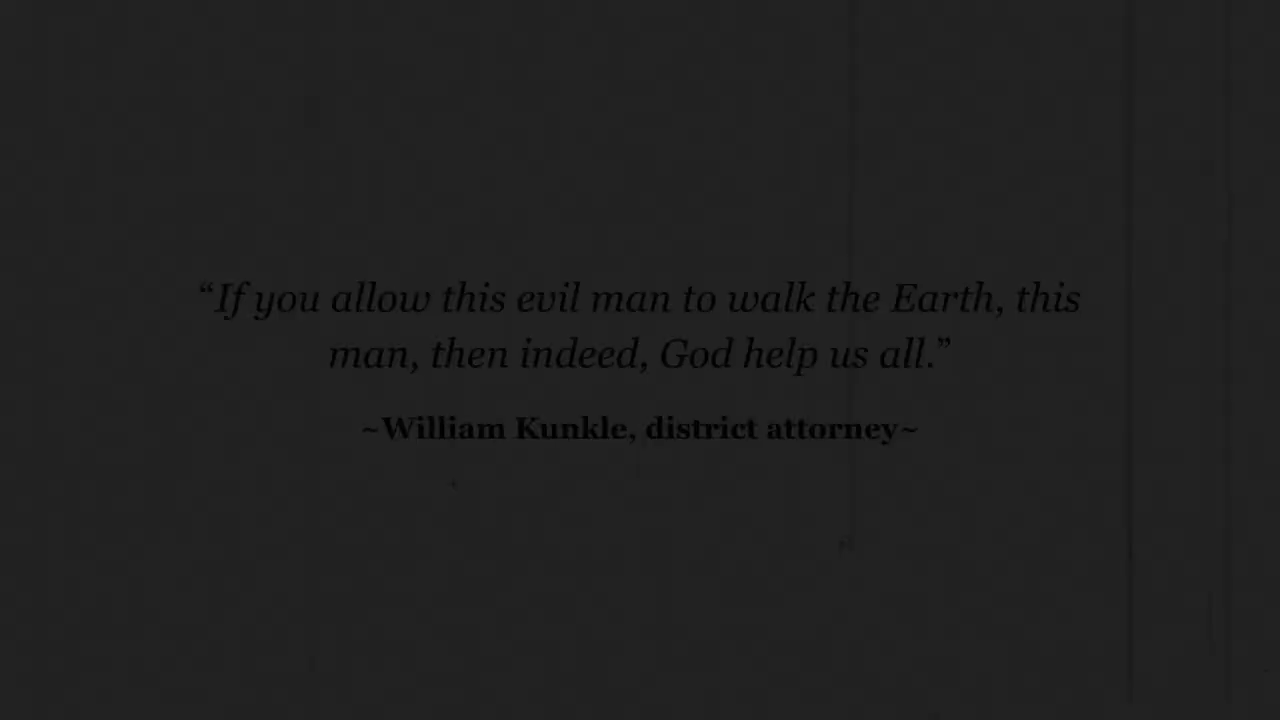 “If you allow this evil man to walk the Earth, this
man, then indeed, God help us all.”
~William Kunkle, district attorney~